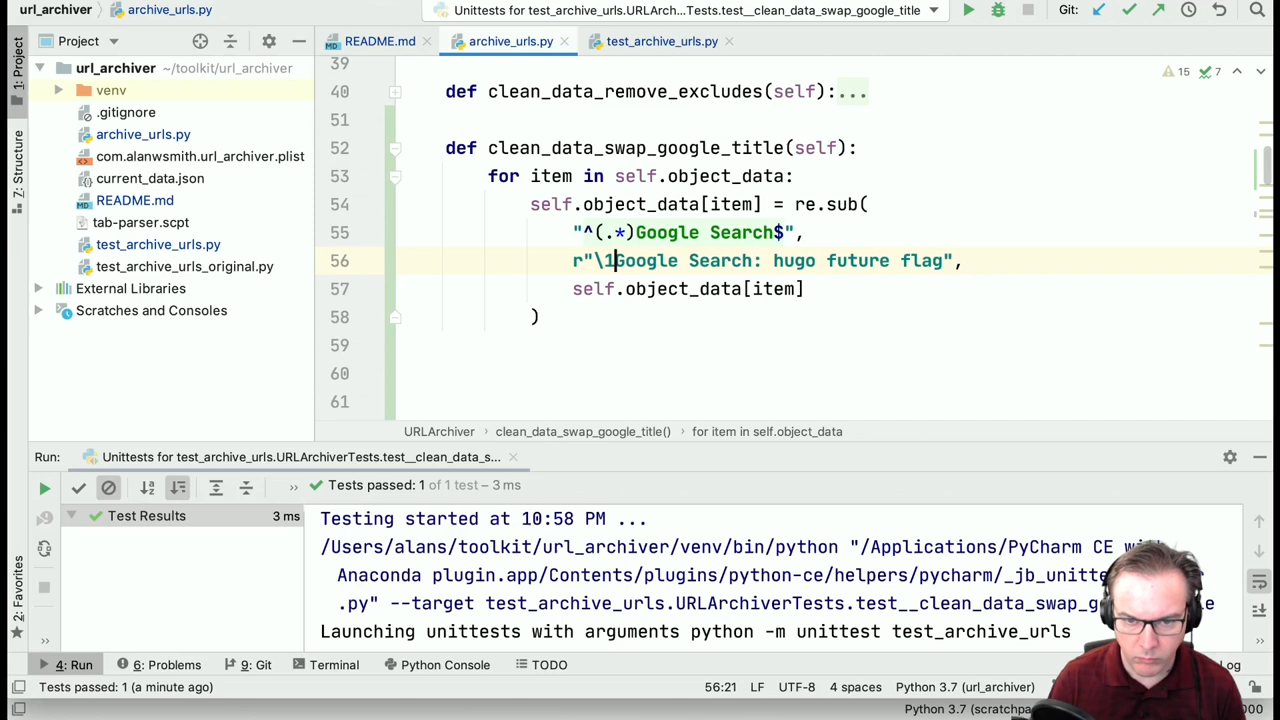 url_archiver archive_urls.py Unittests for test_archive_urls.URLArc...Tests.test__clean_data_swap_google_title Git:
Project README.md archive_urls.py test_archive_urls.py
1: Project
7: Structure
2: Favorites
url_archiver ~/toolkit/url_archiver
venv
.gitignore
archive_urls.py
com.alanwsmith.url_archiver.plist
current_data.json
README.md
tab-parser.scpt
test_archive_urls.py
test_archive_urls_original.py
External Libraries
Scratches and Consoles
15 7
39
40 def clean_data_remove_excludes(self):...
51
52 def clean_data_swap_google_title(self):
53 for item in self.object_data:
54 self.object_data[item] = re.sub(
55 "^(.*)Google Search$",
56 r"\1Google Search: hugo future flag",
57 self.object_data[item]
58 )
59
60
61
URLArchiver › clean_data_swap_google_title() › for item in self.object_data
Run: Unittests for test_archive_urls.URLArchiverTests.test__clean_data_s...
» Tests passed: 1 of 1 test – 3 ms
Test Results 3 ms
Testing started at 10:58 PM ...
/Users/alans/toolkit/url_archiver/venv/bin/python "/Applications/PyCharm CE
Anaconda plugin.app/Contents/plugins/python-ce/helpers/pycharm/_jb_unitte
.py" --target test_archive_urls.URLArchiverTests.test__clean_data_swap_g
Launching unittests with arguments python -m unittest test_archive_urls
4: Run 6: Problems 9: Git Terminal Python Console TODO
Tests passed: 1 (a minute ago) 56:21 LF UTF-8 4 spaces Python 3.7 (url_archiver)